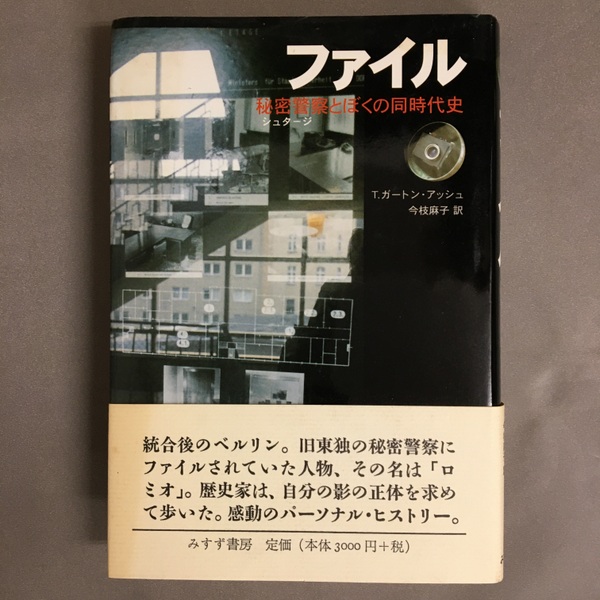 ファイル
秘密警察とぼくの同時代史
シュタージ
T.ガートン・アッシュ
今枝麻子 訳
統合後のベルリン。旧東独の秘密警察に
ファイルされていた人物、その名は「ロ
ミオ」。歴史家は、自分の影の正体を求め
て歩いた。感動のパーソナル・ヒストリー。
みすず書房 定価（本体3000円+税）